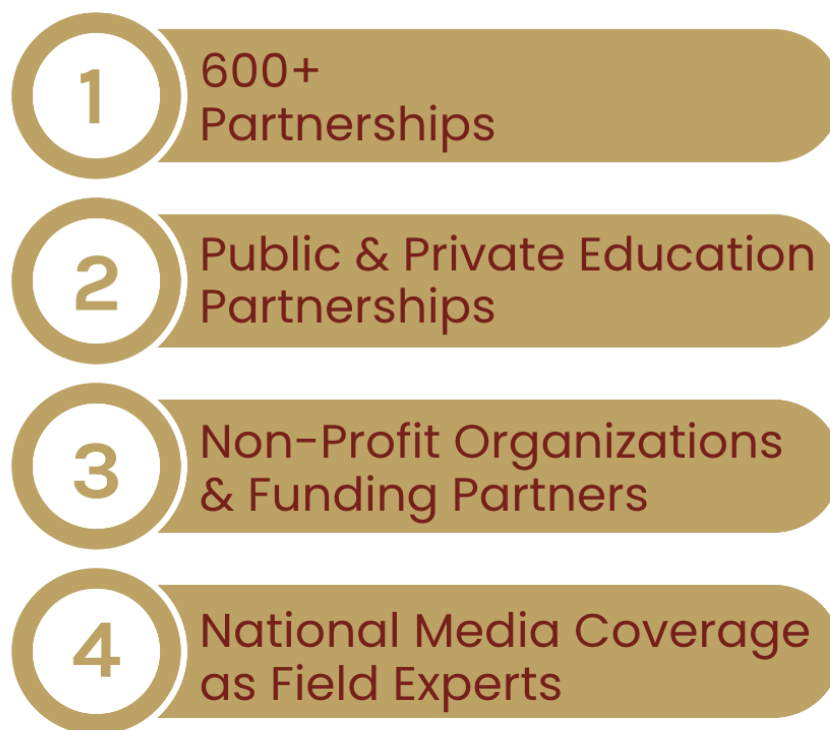 1
600+
Partnerships
2
Public & Private Education
Partnerships
3
Non-Profit Organizations
& Funding Partners
4
National Media Coverage
as Field Experts